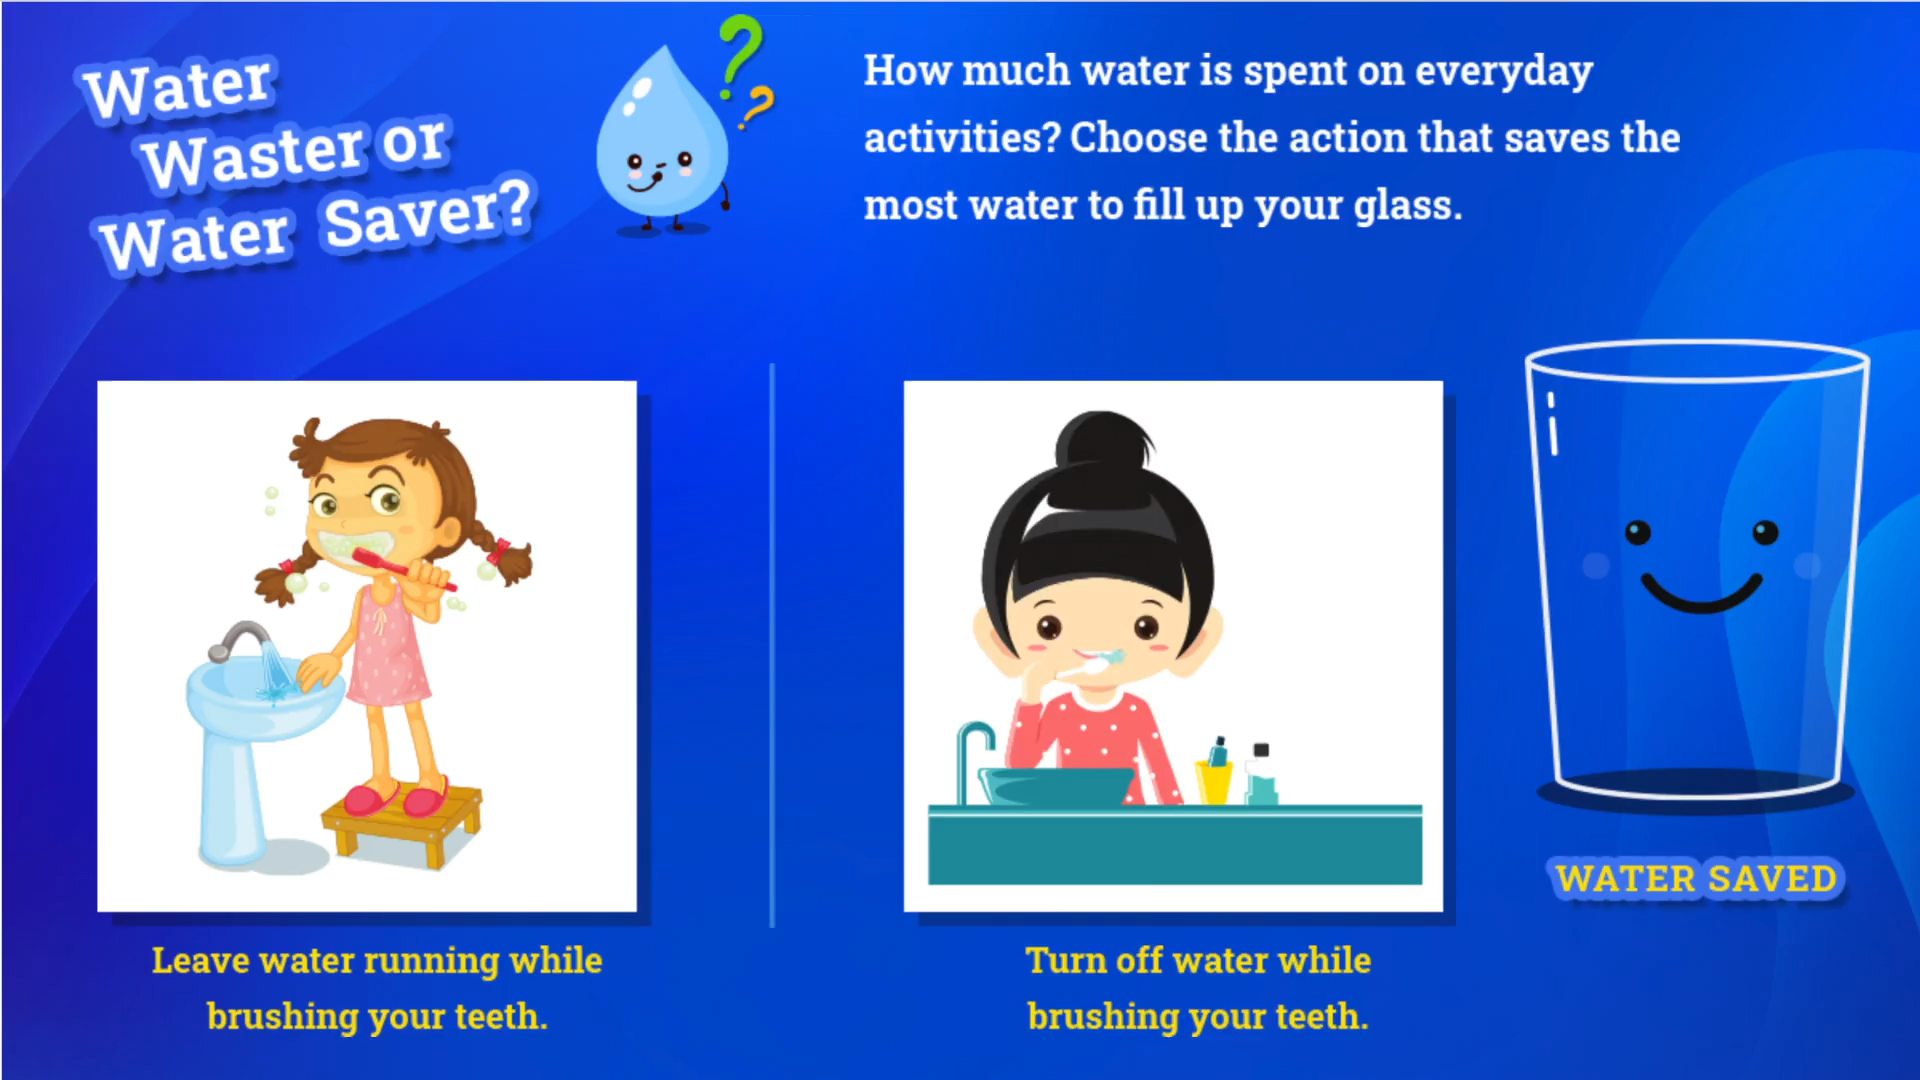 Water
Waster or
Water Saver?
How much water is spent on everyday
activities? Choose the action that saves the
most water to fill up your glass.
Leave water running while
brushing your teeth.
Turn off water while
brushing your teeth.
WATER SAVED